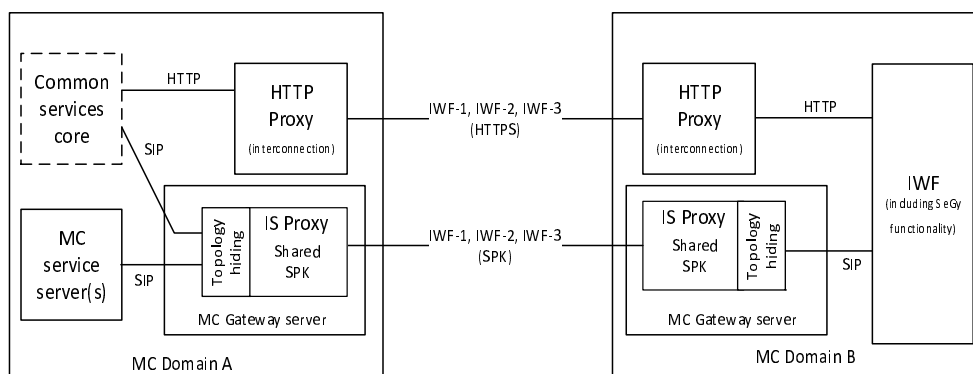 Common
services
core
HTTP
HTTP
Proxy
(interconnection)
SIP
MC
service
server(s)
SIP
Topology
hiding
IS Proxy
Shared
SPK
MC Gateway server
MC Domain A
IWF-1, IWF-2, IWF-3
(HTTPS)
IWF-1, IWF-2, IWF-3
(SPK)
HTTP
Proxy
(interconnection)
HTTP
IS Proxy
Shared
SPK
Topology
hiding
SIP
MC Gateway server
IWF
(including SeGy
functionality)
MC Domain B